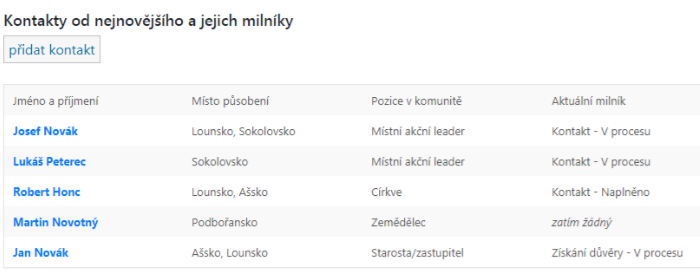 Kontakty od nejnovějšího a jejich milníky
přidat kontakt
Jméno a příjmení Místo působení Pozice v komunitě Aktuální milník
Josef Novák Lounsko, Sokolovsko Místní akční leader Kontakt - V procesu
Lukáš Peterec Sokolovsko Místní akční leader Kontakt - V procesu
Robert Honc Lounsko, Ašsko Církve Kontakt - Naplněno
Martin Novotný Podbořansko Zemědělec zatím žádný
Jan Novák Ašsko, Lounsko Starosta/zastupitel Získání důvěry - V procesu